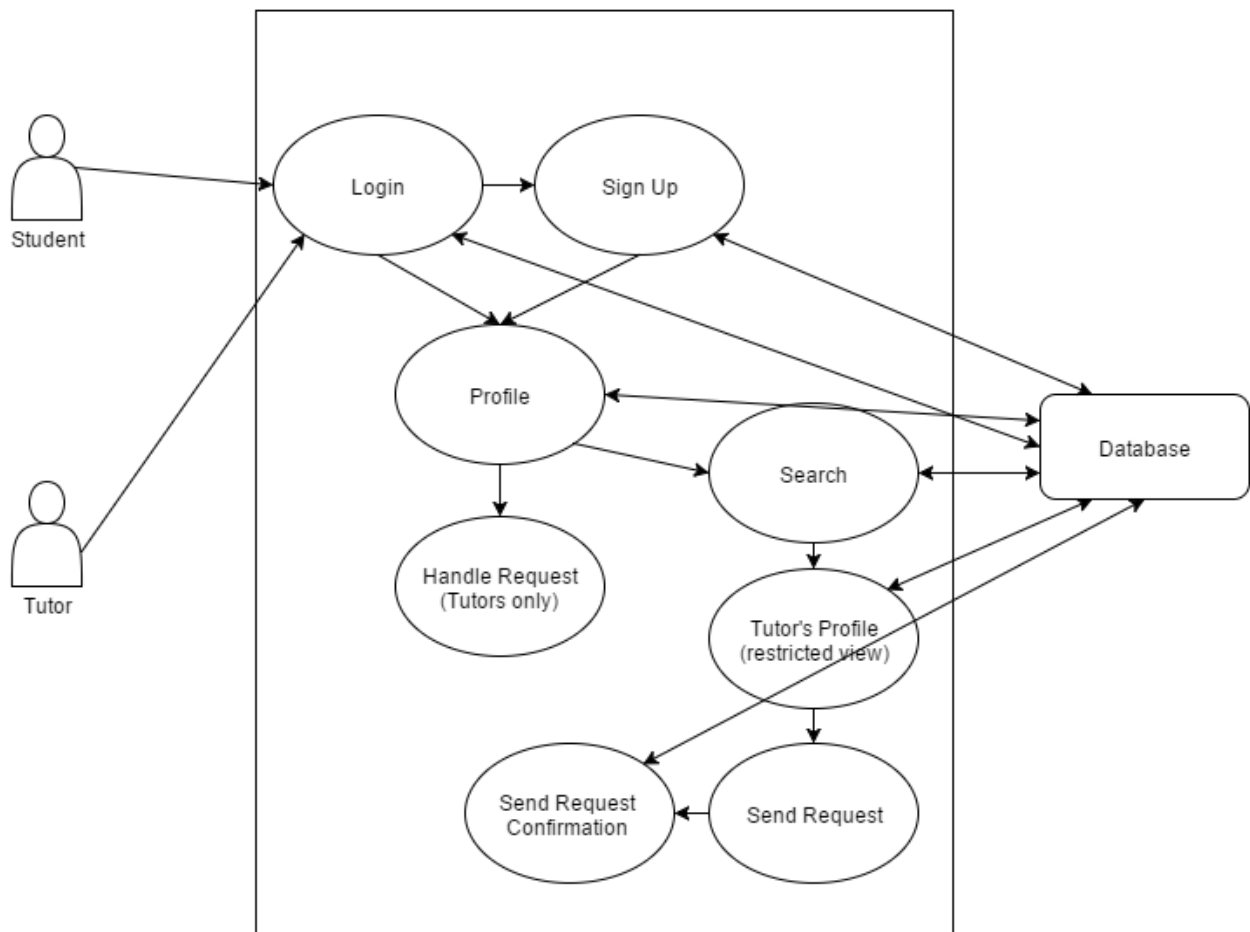 Login
Sign Up
Student
Profile
Database
Search
Handle Request
(Tutors only)
Tutor
Tutor's Profile
(restricted view)
Send Request
Confirmation
Send Request